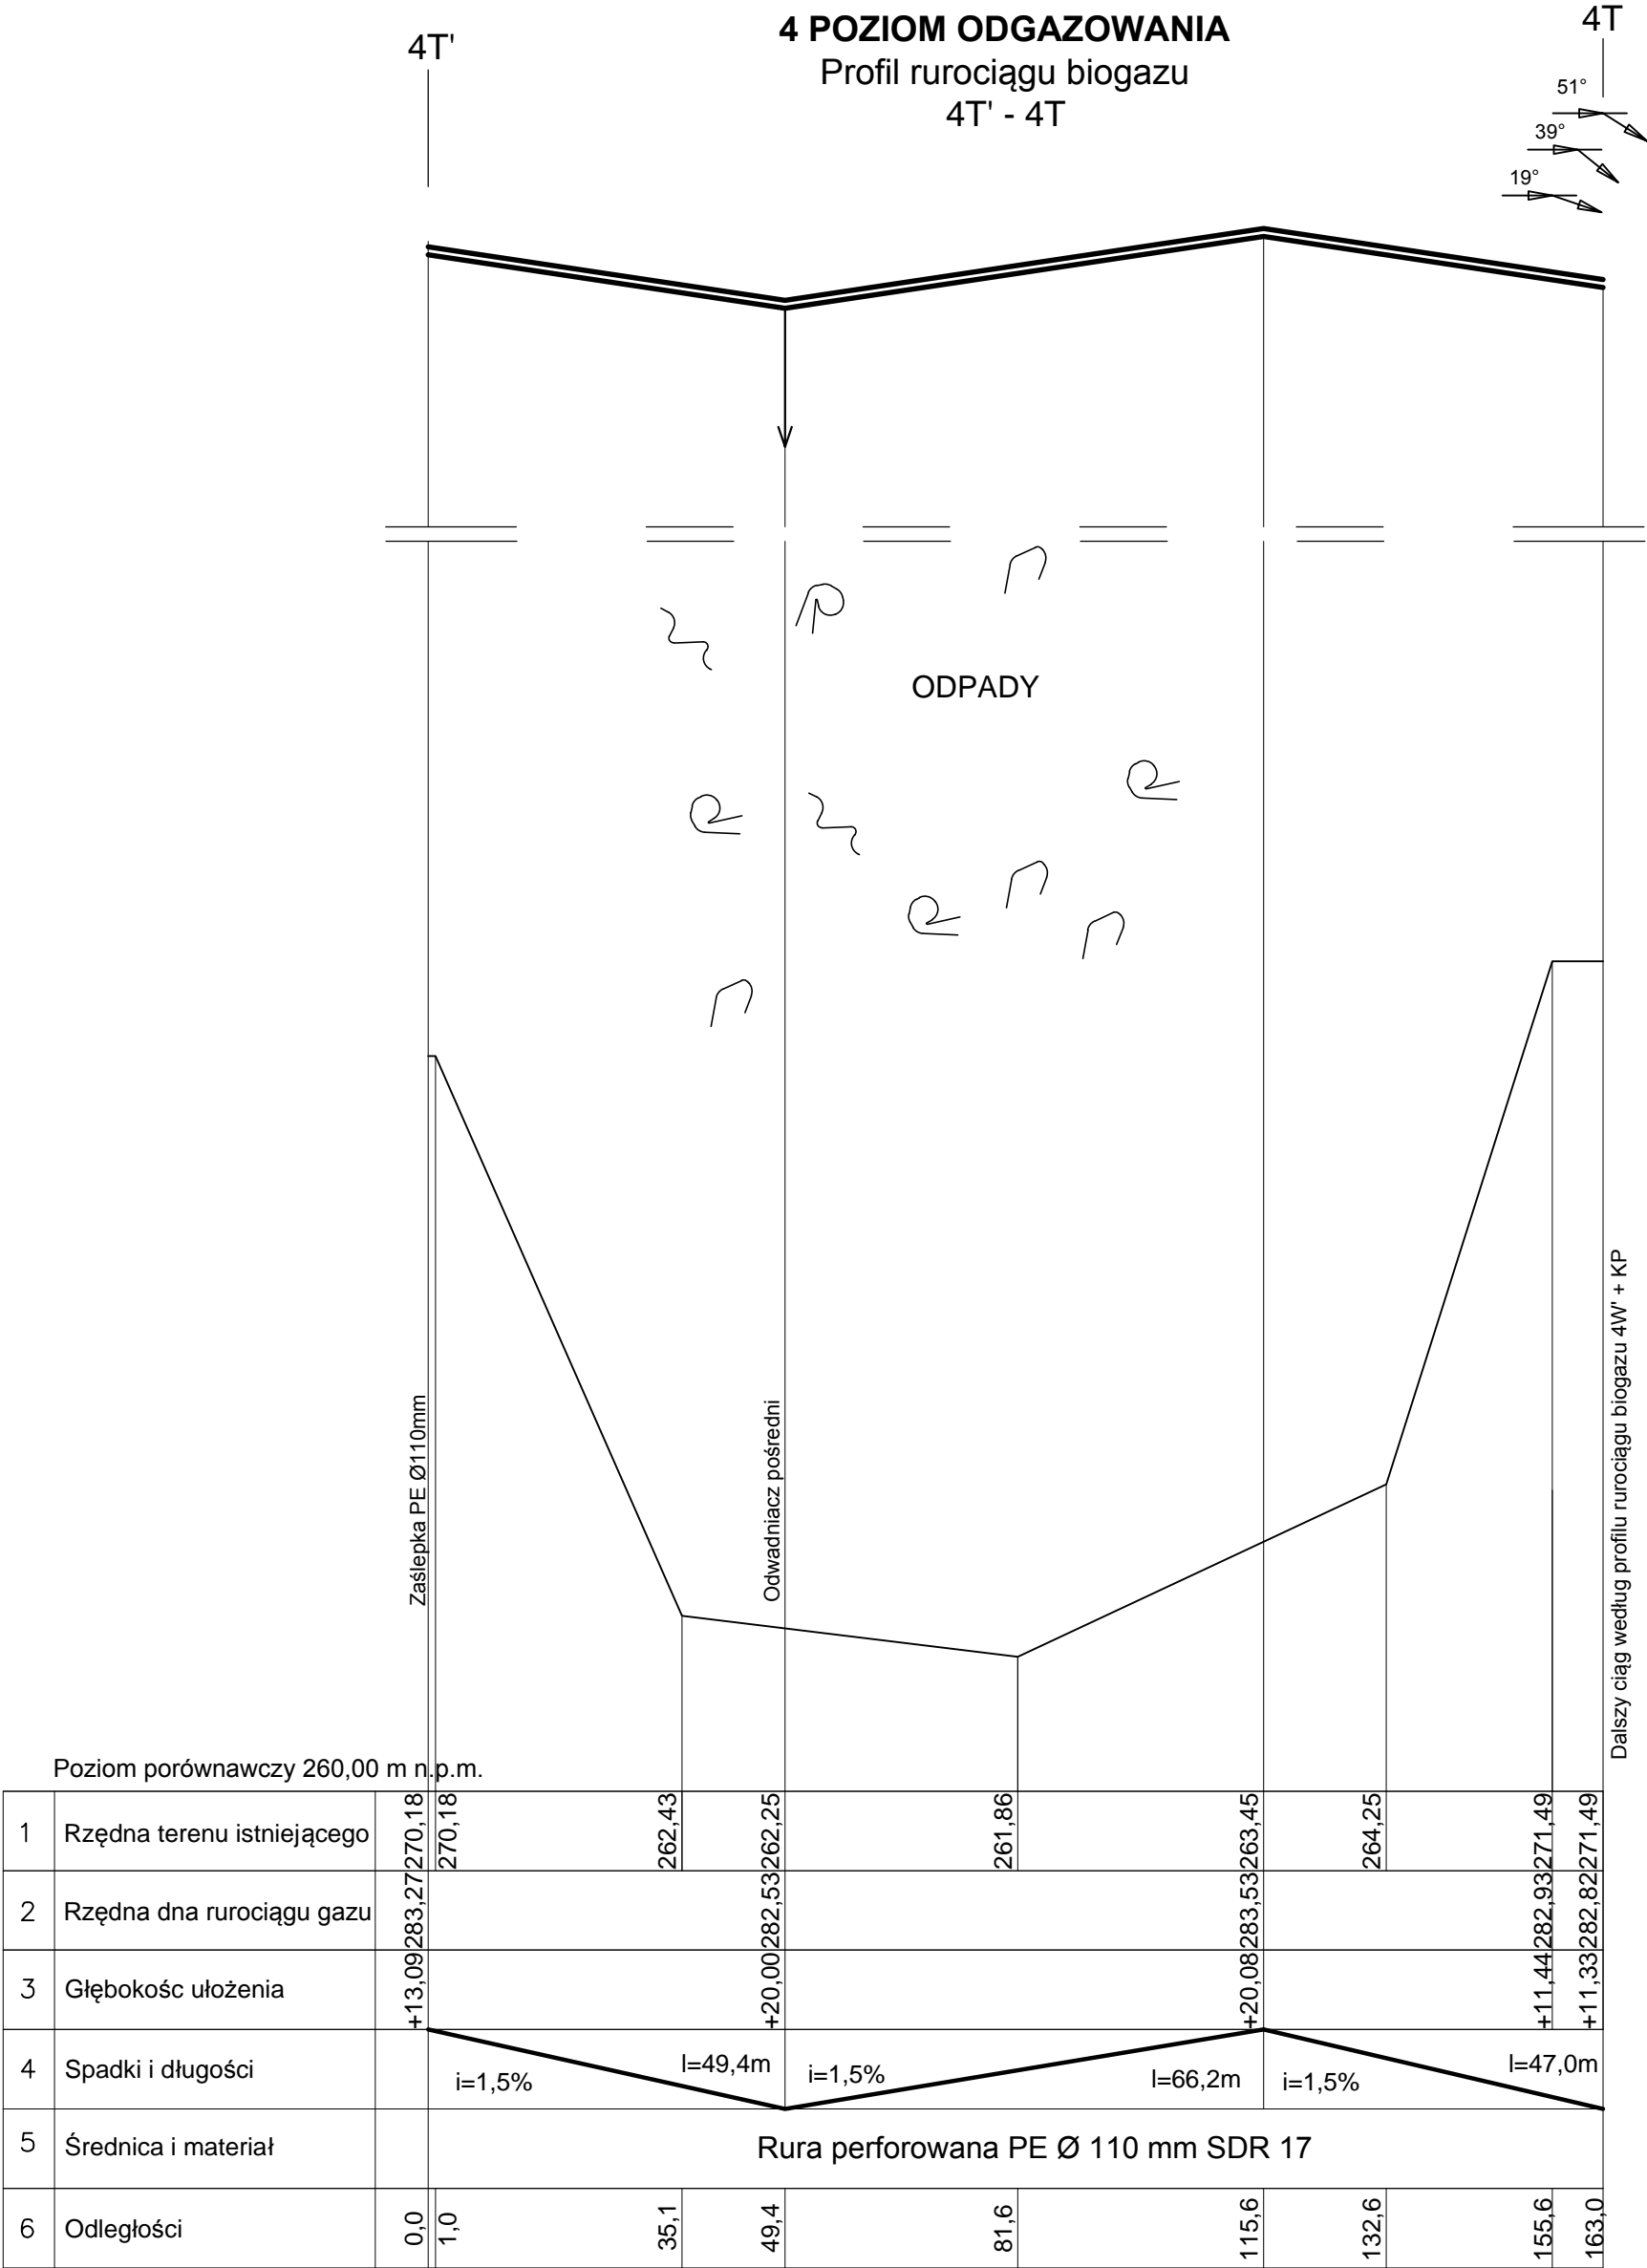 4 POZIOM ODGAZOWANIA
Profil rurociągu biogazu
4T' - 4T
4T'
4T
51°
39°
19°
ODPADY
Zaślepka PE Ø110mm
Odwadniacz pośredni
Dalszy ciąg według profilu rurociągu biogazu 4W' + KP
Poziom porównawczy 260,00 m n.p.m.
1 Rzędna terenu istniejącego 270,18 270,18 262,43 262,25 261,86 263,45 264,25 271,49 271,49
2 Rzędna dna rurociągu gazu 283,27 282,53 283,53 282,93 282,82
3 Głębokośc ułożenia +13,09 +20,00 +20,08 +11,44 +11,33
4 Spadki i długości i=1,5% l=49,4m i=1,5% l=66,2m i=1,5% l=47,0m
5 Średnica i materiał Rura perforowana PE Ø 110 mm SDR 17
6 Odległości 0,0 1,0 35,1 49,4 81,6 115,6 132,6 155,6 163,0